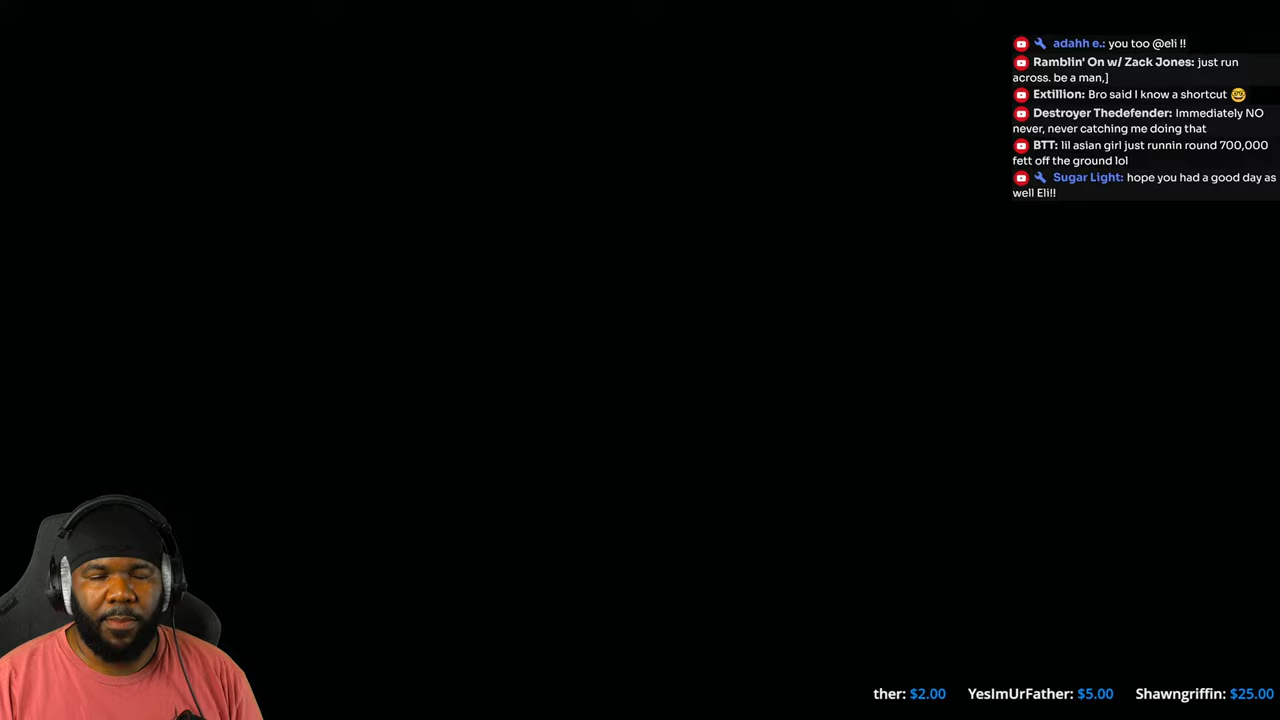 adahh e.: you too @eli !!
Ramblin' On w/ Zack Jones: just run
across. be a man,]
Extillion: Bro said I know a shortcut 🤓
Destroyer Thedefender: Immediately NO
never, never catching me doing that
BTT: lil asian girl just runnin round 700,000
fett off the ground lol
Sugar Light: hope you had a good day as
well Eli!!
ther: $2.00 YesImUrFather: $5.00 Shawngriffin: $25.00